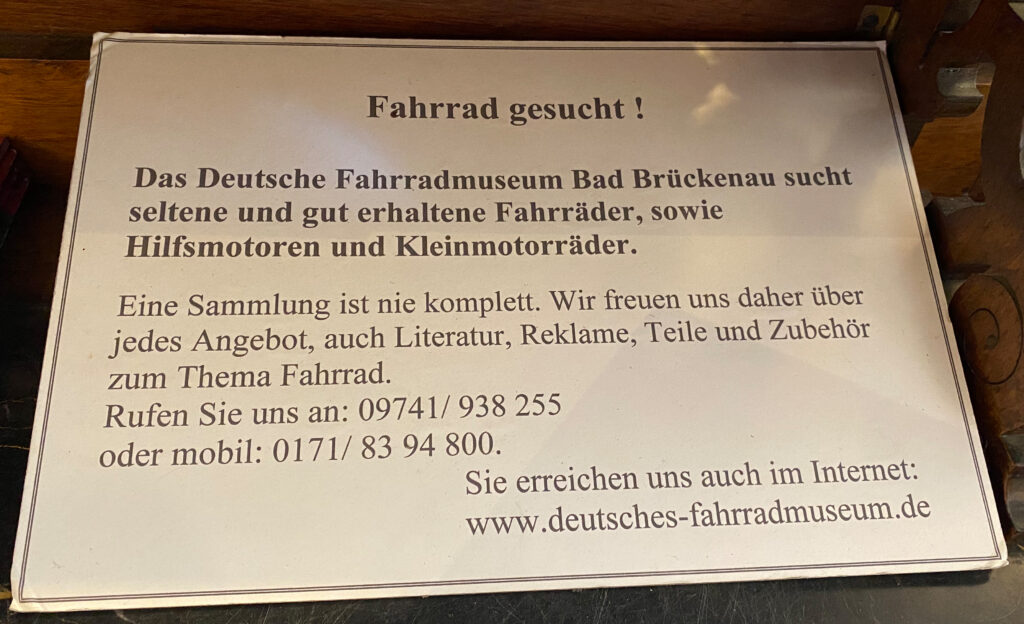 Fahrrad gesucht !
Das Deutsche Fahrradmuseum Bad Brückenau sucht
seltene und gut erhaltene Fahrräder, sowie
Hilfsmotoren und Kleinmotorräder.
Eine Sammlung ist nie komplett. Wir freuen uns daher über
jedes Angebot, auch Literatur, Reklame, Teile und Zubehör
zum Thema Fahrrad.
Rufen Sie uns an: 09741/ 938 255
oder mobil: 0171/ 83 94 800.
Sie erreichen uns auch im Internet:
www.deutsches-fahrradmuseum.de